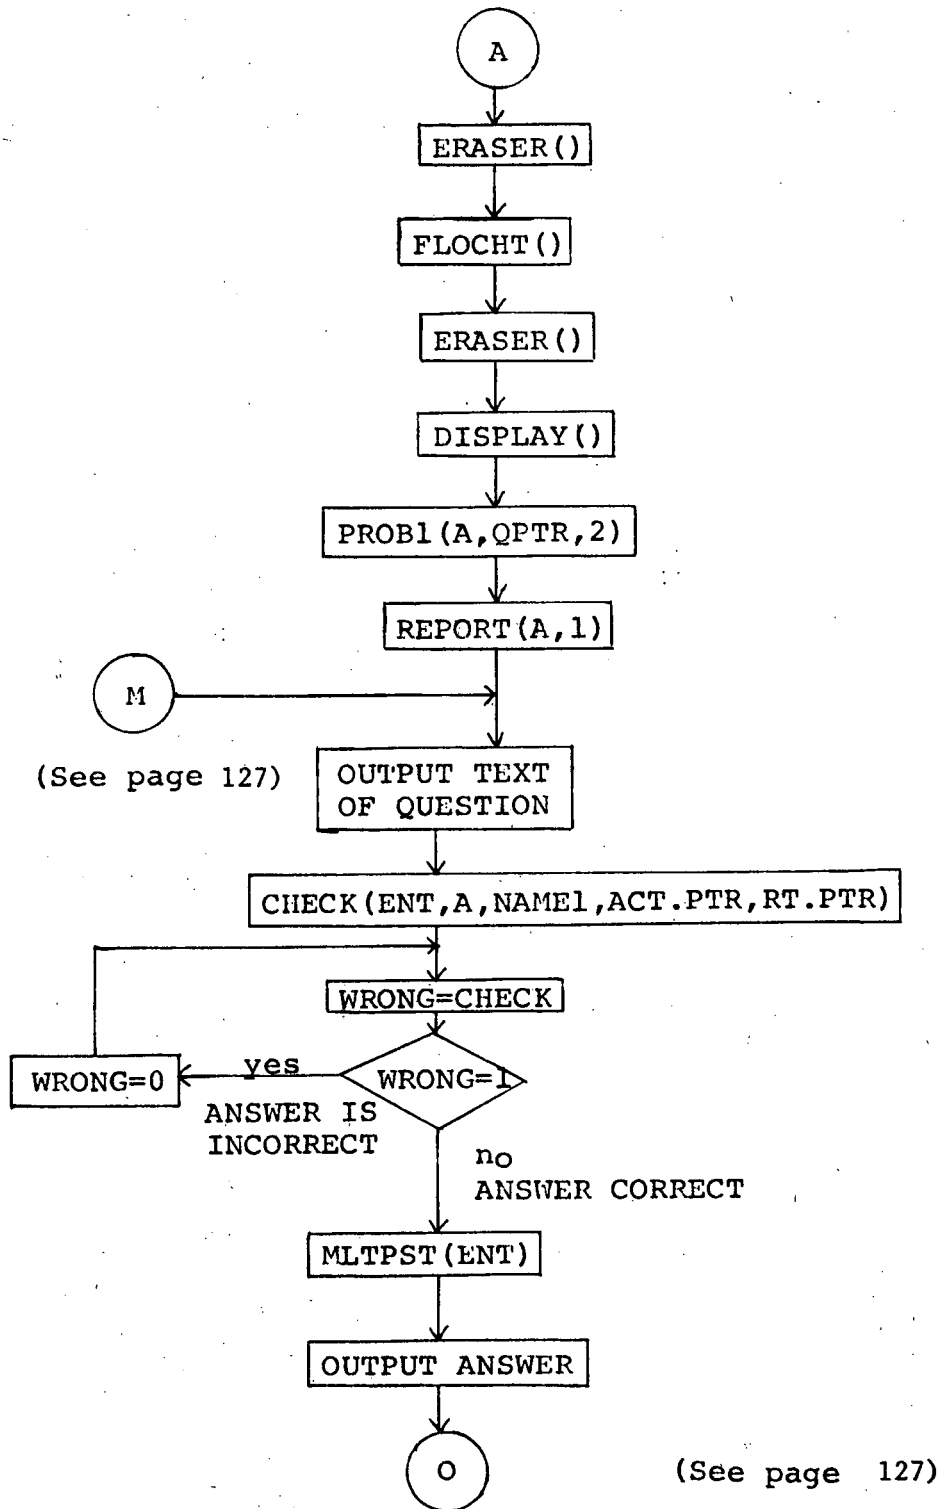 A
ERASER()
FLOCHT()
ERASER()
DISPLAY()
PROB1(A,QPTR,2)
REPORT(A,1)
M
(See page 127)
OUTPUT TEXT
OF QUESTION
CHECK(ENT,A,NAME1,ACT.PTR,RT.PTR)
WRONG=CHECK
WRONG=0
yes
WRONG=1
ANSWER IS
INCORRECT
no
ANSWER CORRECT
MLTPST(ENT)
OUTPUT ANSWER
O
(See page 127)